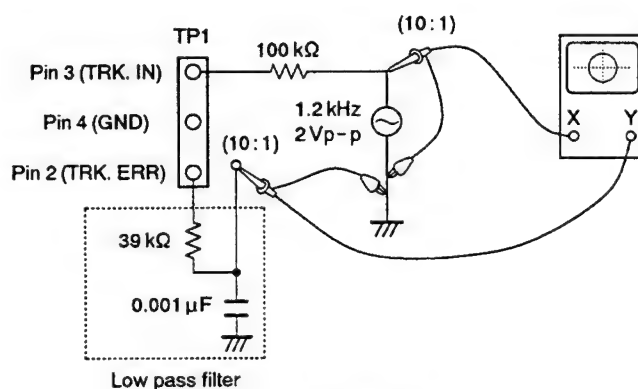 TP1
(10 : 1)
100 kΩ
Pin 3 (TRK. IN)
1.2 kHz
2 Vp-p
X
Y
Pin 4 (GND)
(10 : 1)
Pin 2 (TRK. ERR)
39 kΩ
0.001 µF
Low pass filter